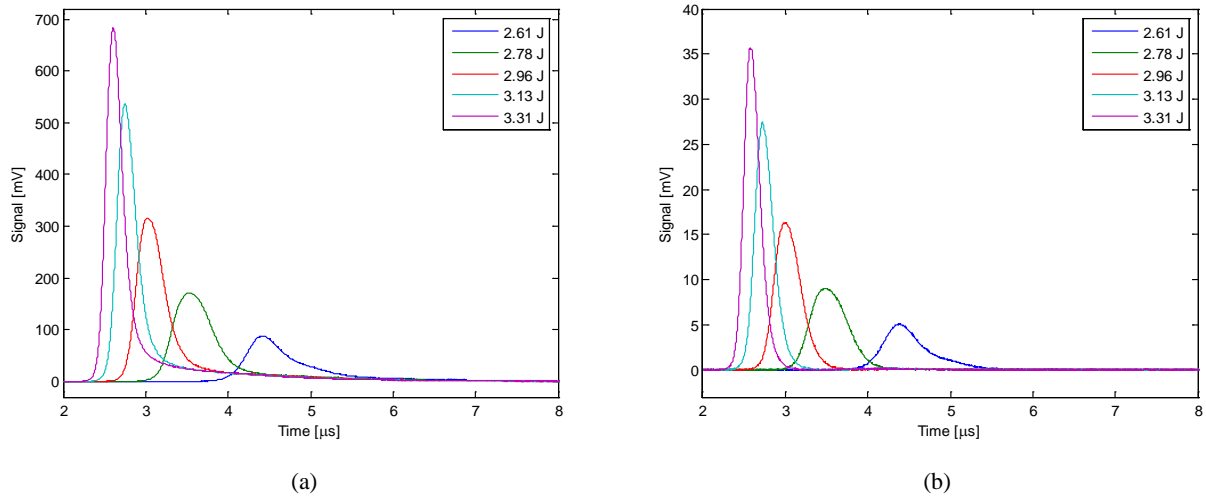 700
600
500
400
300
200
100
0
Signal [mV]
2 3 4 5 6 7 8
Time [μs]
2.61 J
2.78 J
2.96 J
3.13 J
3.31 J
(a)
40
35
30
25
20
15
10
5
0
Signal [mV]
2 3 4 5 6 7 8
Time [μs]
2.61 J
2.78 J
2.96 J
3.13 J
3.31 J
(b)